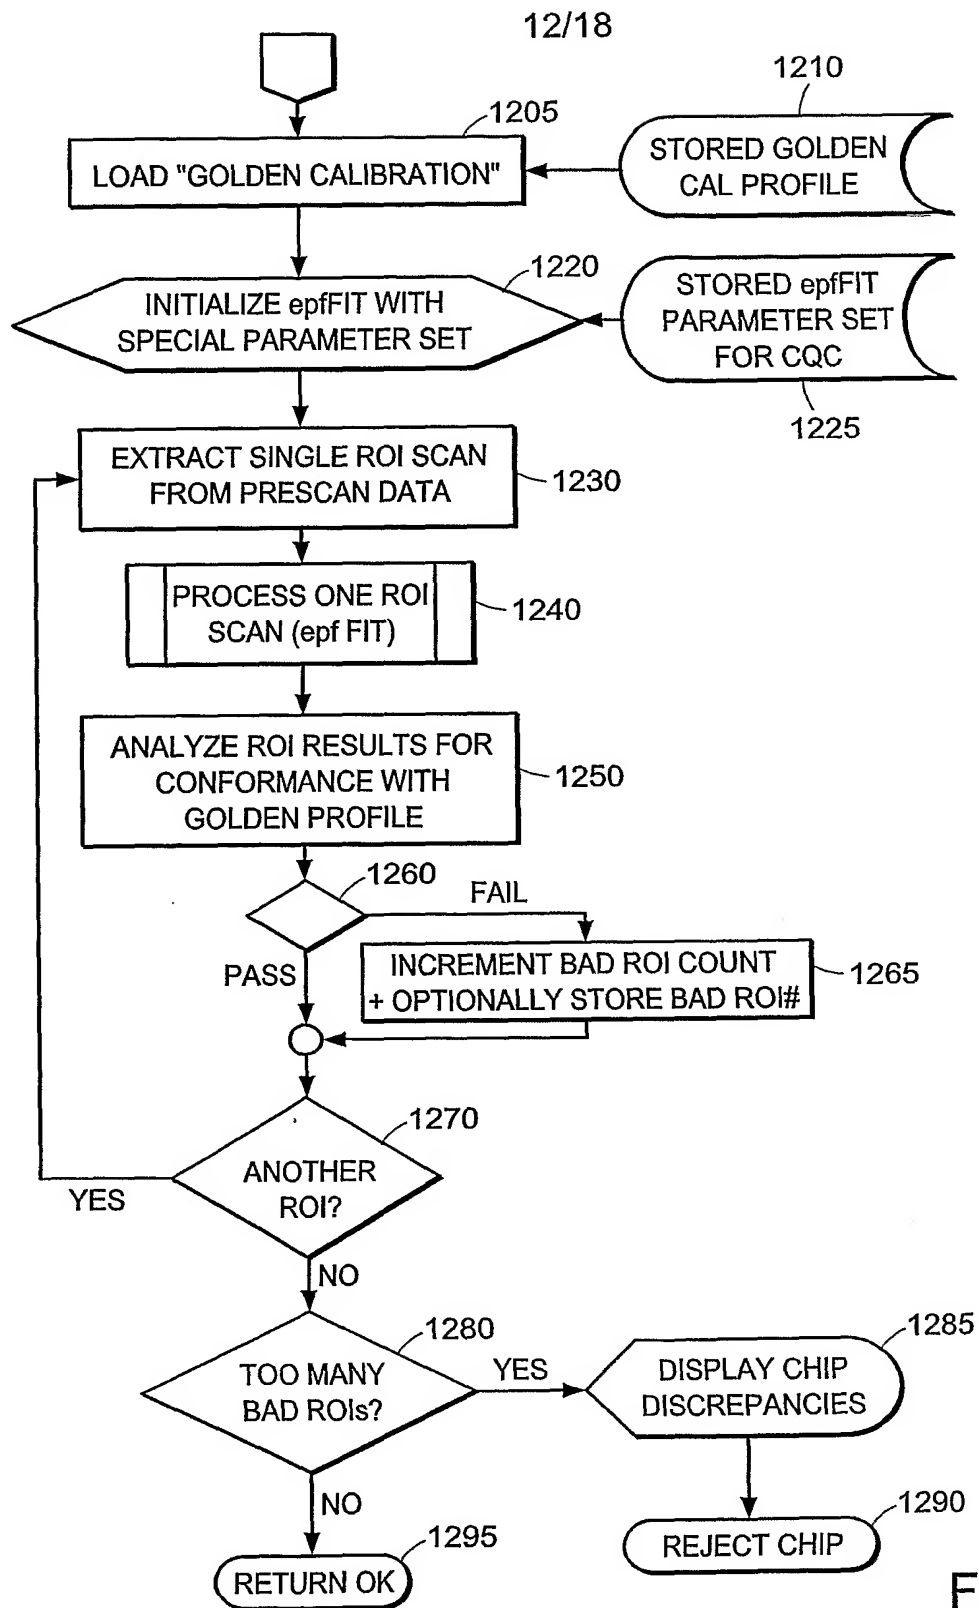 12/18
1205
1210
LOAD "GOLDEN CALIBRATION"
STORED GOLDEN
CAL PROFILE
1220
INITIALIZE epfFIT WITH
SPECIAL PARAMETER SET
STORED epfFIT
PARAMETER SET
FOR CQC
1225
EXTRACT SINGLE ROI SCAN
FROM PRESCAN DATA
1230
PROCESS ONE ROI
SCAN (epf FIT)
1240
ANALYZE ROI RESULTS FOR
CONFORMANCE WITH
GOLDEN PROFILE
1250
1260
FAIL
PASS
INCREMENT BAD ROI COUNT
+ OPTIONALLY STORE BAD ROI#
1265
1270
ANOTHER
ROI?
YES
NO
1280
TOO MANY
BAD ROIs?
YES
1285
DISPLAY CHIP
DISCREPANCIES
NO
1290
REJECT CHIP
1295
RETURN OK
F